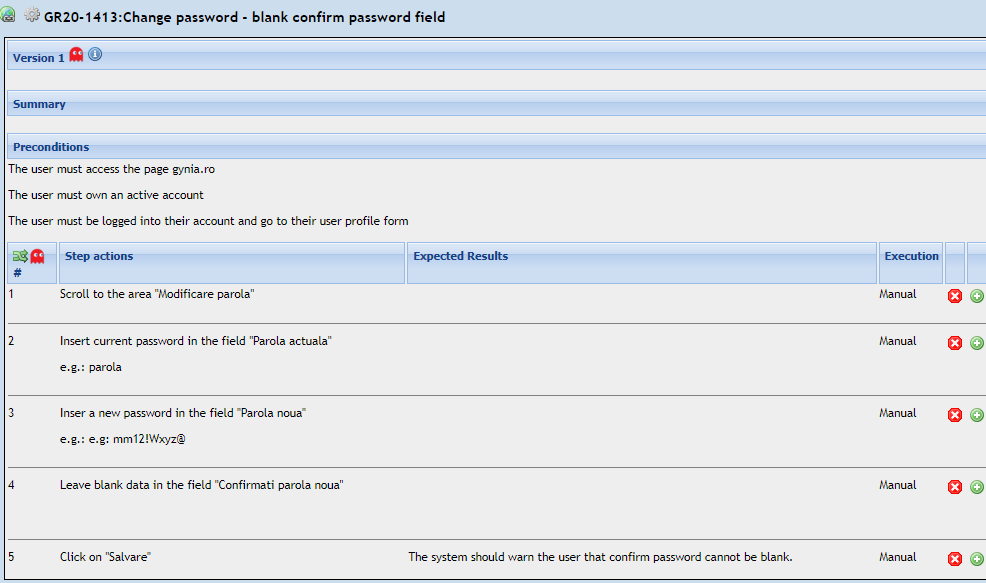 GR20-1413:Change password - blank confirm password field
Version 1
Summary
Preconditions
The user must access the page gynia.ro
The user must own an active account
The user must be logged into their account and go to their user profile form
# Step actions Expected Results Execution
1 Scroll to the area "Modificare parola" Manual
2 Insert current password in the field "Parola actuala" Manual
e.g.: parola
3 Inser a new password in the field "Parola noua" Manual
e.g.: e.g: mm12!Wxyz@
4 Leave blank data in the field "Confirmati parola noua" Manual
5 Click on "Salvare" The system should warn the user that confirm password cannot be blank. Manual